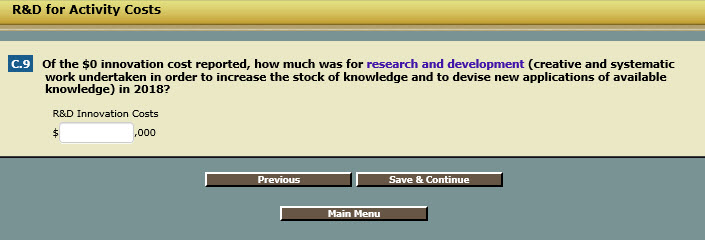 R&D for Activity Costs
C.9 Of the $0 innovation cost reported, how much was for research and development (creative and systematic
work undertaken in order to increase the stock of knowledge and to devise new applications of available
knowledge) in 2018?
R&D Innovation Costs
$ ,000
Previous Save & Continue
Main Menu